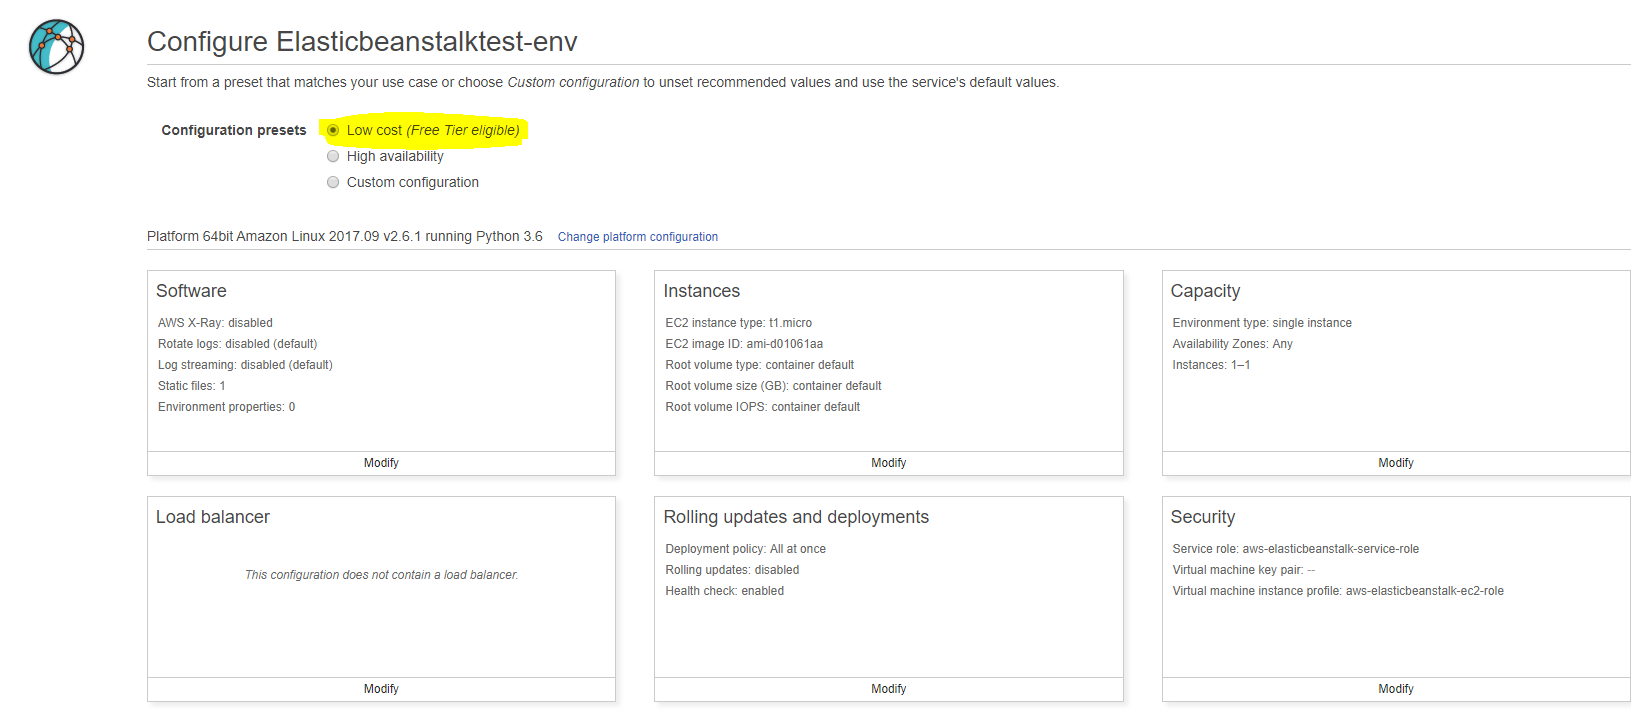 Configure Elasticbeanstalktest-env
Start from a preset that matches your use case or choose Custom configuration to unset recommended values and use the service's default values.
Configuration presets
Low cost (Free Tier eligible)
High availability
Custom configuration
Platform 64bit Amazon Linux 2017.09 v2.6.1 running Python 3.6 Change platform configuration
Software
AWS X-Ray: disabled
Rotate logs: disabled (default)
Log streaming: disabled (default)
Static files: 1
Environment properties: 0
Modify
Instances
EC2 instance type: t1.micro
EC2 image ID: ami-d01061aa
Root volume type: container default
Root volume size (GB): container default
Root volume IOPS: container default
Modify
Capacity
Environment type: single instance
Availability Zones: Any
Instances: 1–1
Modify
Load balancer
This configuration does not contain a load balancer.
Modify
Rolling updates and deployments
Deployment policy: All at once
Rolling updates: disabled
Health check: enabled
Modify
Security
Service role: aws-elasticbeanstalk-service-role
Virtual machine key pair: --
Virtual machine instance profile: aws-elasticbeanstalk-ec2-role
Modify